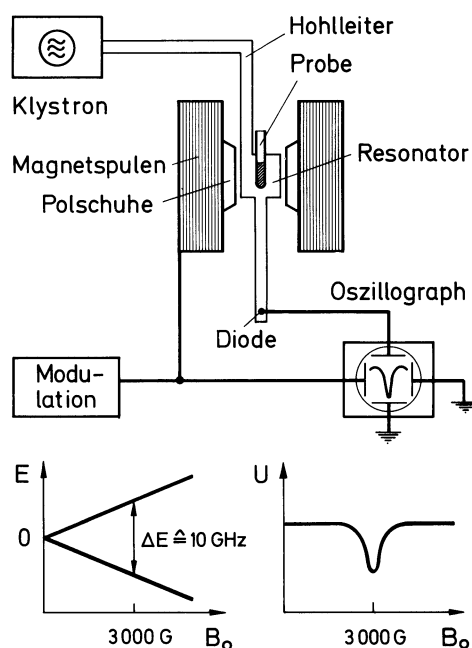 Hohlleiter
Probe
Klystron
Magnetspulen
Polschuhe
Resonator
Oszillograph
Diode
Modu-
lation
E
0
ΔE ≙ 10 GHz
3000 G
B₀
U
3000 G
B₀